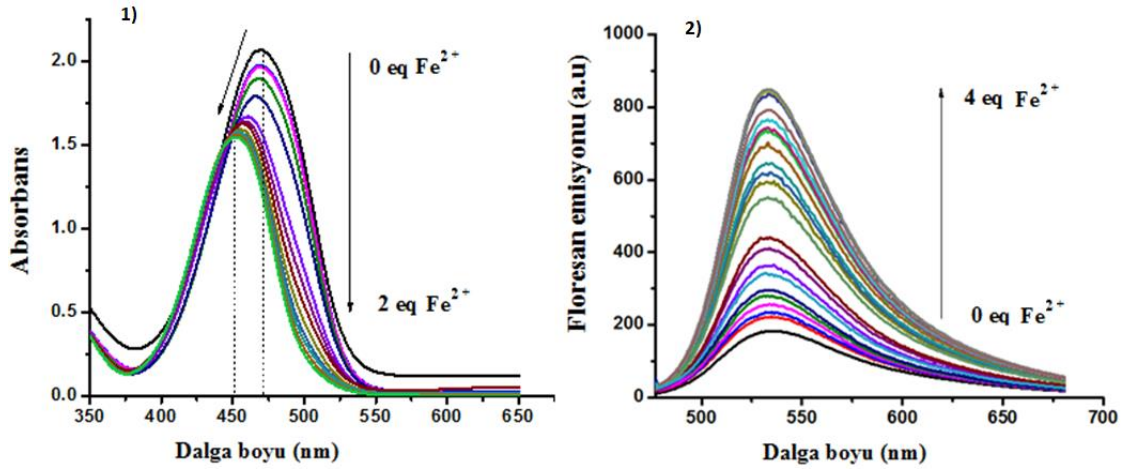 1)
Absorbans
2.0
1.5
1.0
0.5
0.0
0 eq Fe²⁺
2 eq Fe²⁺
350 400 450 500 550 600 650
Dalga boyu (nm)
2)
Floresan emisyonu (a.u)
1000
800
600
400
200
0
4 eq Fe²⁺
0 eq Fe²⁺
500 550 600 650 700
Dalga boyu (nm)